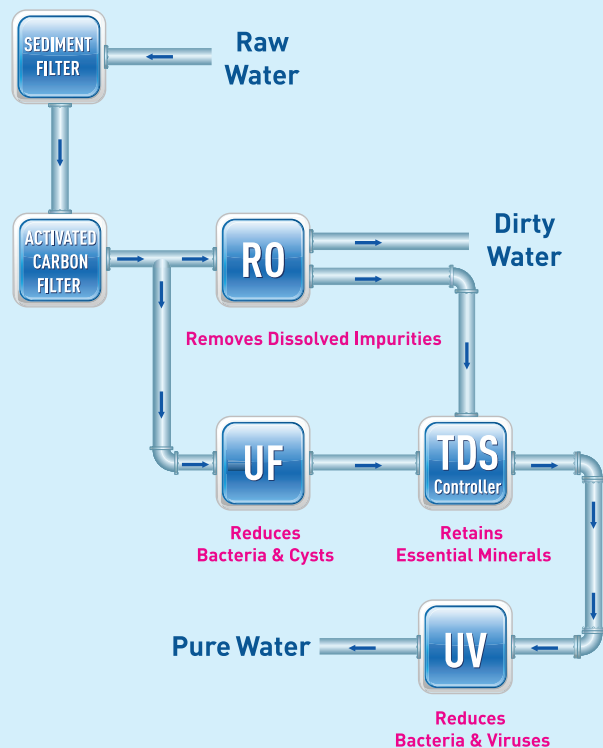 SEDIMENT
FILTER
Raw
Water
ACTIVATED
CARBON
FILTER
RO
Dirty
Water
Removes Dissolved Impurities
UF
TDS
Controller
Reduces
Bacteria & Cysts
Retains
Essential Minerals
Pure Water
UV
Reduces
Bacteria & Viruses